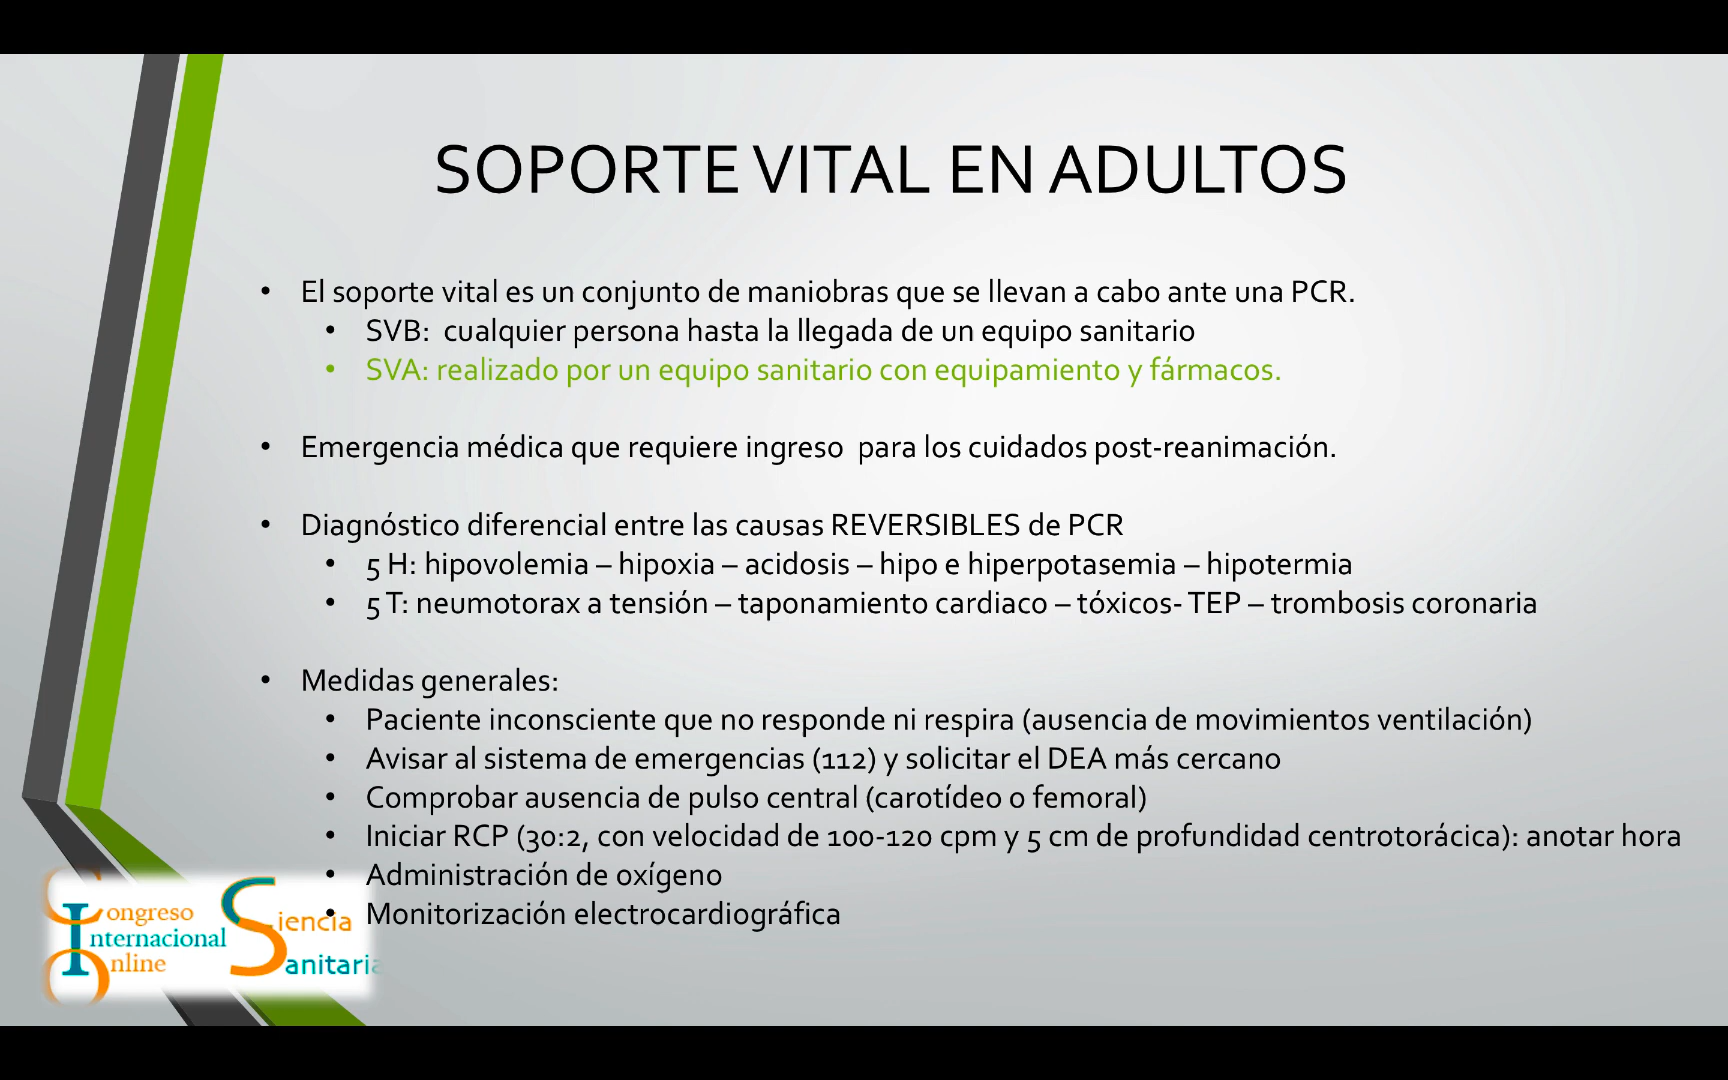 SOPORTE VITAL EN ADULTOS
• El soporte vital es un conjunto de maniobras que se llevan a cabo ante una PCR.
• SVB: cualquier persona hasta la llegada de un equipo sanitario
• SVA: realizado por un equipo sanitario con equipamiento y fármacos.
• Emergencia médica que requiere ingreso para los cuidados post-reanimación.
• Diagnóstico diferencial entre las causas REVERSIBLES de PCR
• 5 H: hipovolemia – hipoxia – acidosis – hipo e hiperpotasemia – hipotermia
• 5 T: neumotorax a tensión – taponamiento cardiaco – tóxicos- TEP – trombosis coronaria
• Medidas generales:
• Paciente inconsciente que no responde ni respira (ausencia de movimientos ventilación)
• Avisar al sistema de emergencias (112) y solicitar el DEA más cercano
• Comprobar ausencia de pulso central (carotídeo o femoral)
• Iniciar RCP (30:2, con velocidad de 100-120 cpm y 5 cm de profundidad centrotorácica): anotar hora
• Administración de oxígeno
• Monitorización electrocardiográfica
Congreso
Internacional
Online
Siencia
Sanitaria